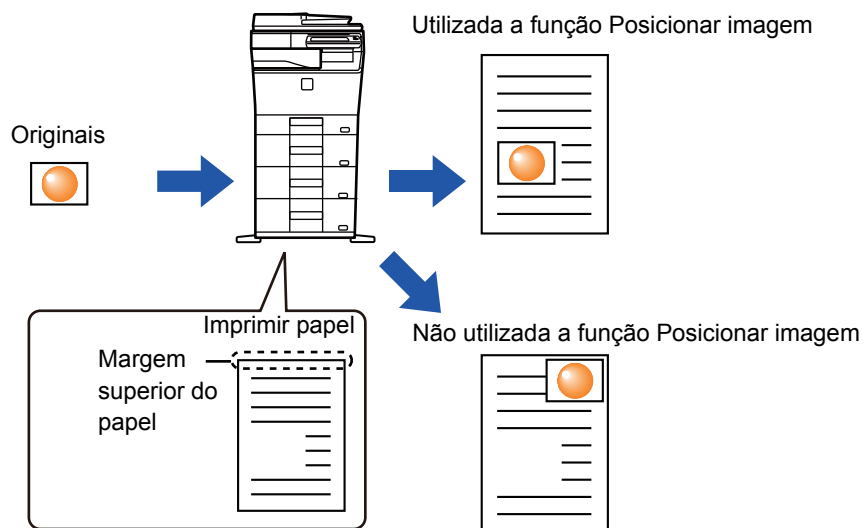 Utilizada a função Posicionar imagem
Originais
Imprimir papel
Margem
superior do
papel
Não utilizada a função Posicionar imagem